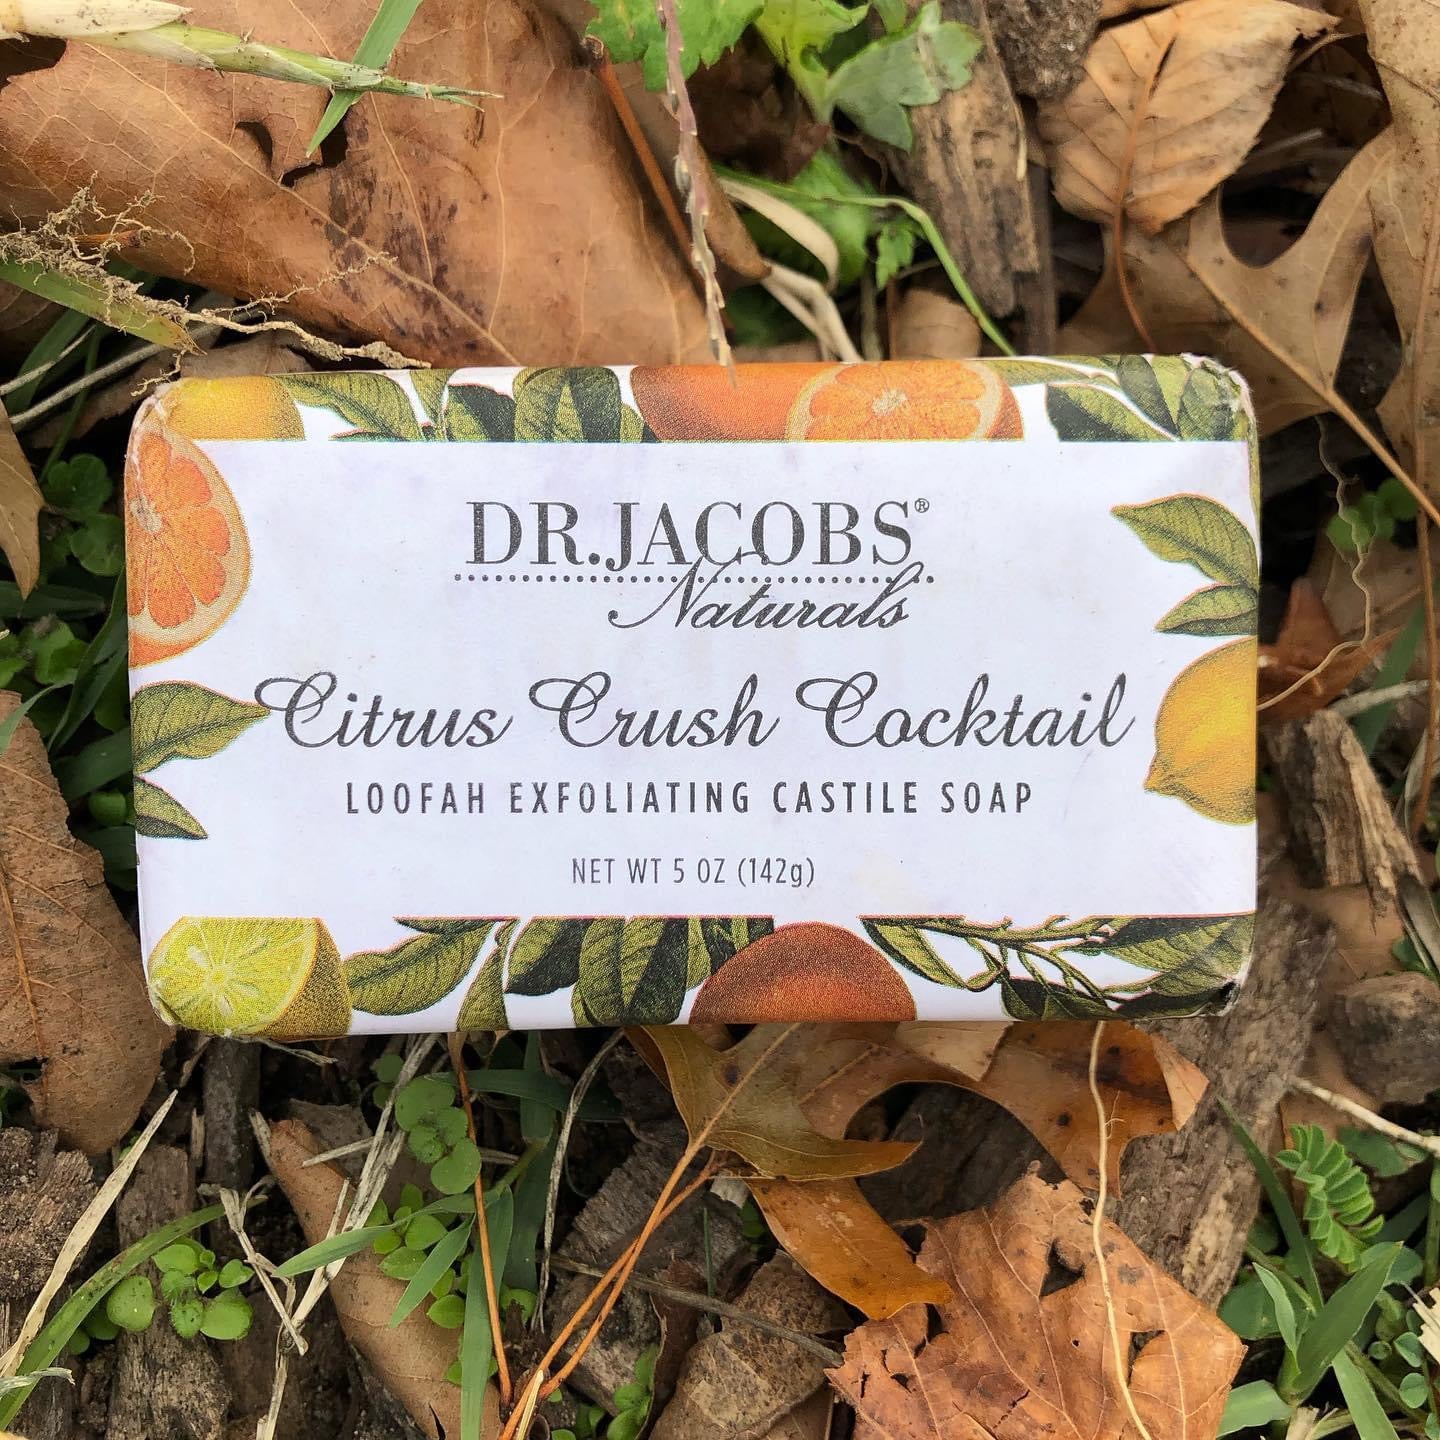 DR.JACOBS®
Naturals
Citrus Crush Cocktail
LOOFAH EXFOLIATING CASTILE SOAP
NET WT 5 OZ (142g)